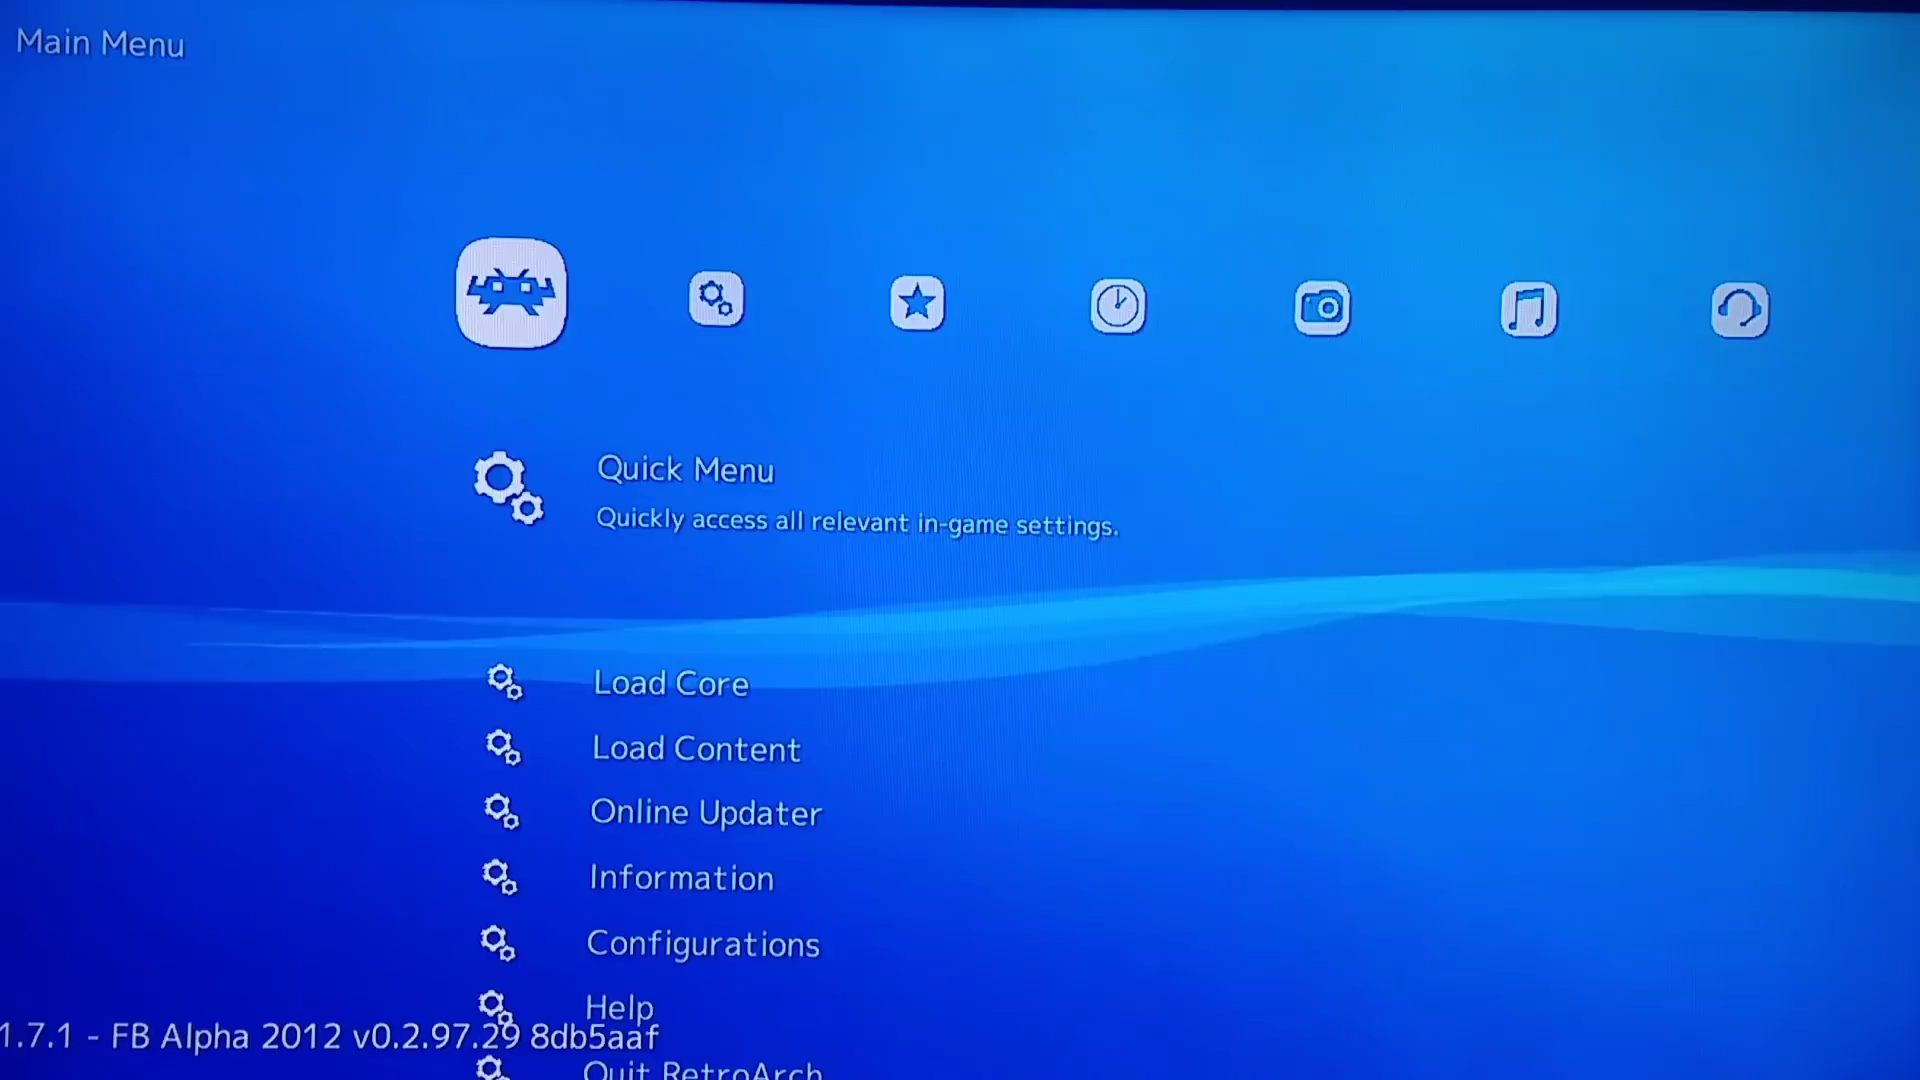 Main Menu
Quick Menu
Quickly access all relevant in-game settings.
Load Core
Load Content
Online Updater
Information
Configurations
Help
1.7.1 - FB Alpha 2012 v0.2.97.29 8db5aaf
Quit RetroArch